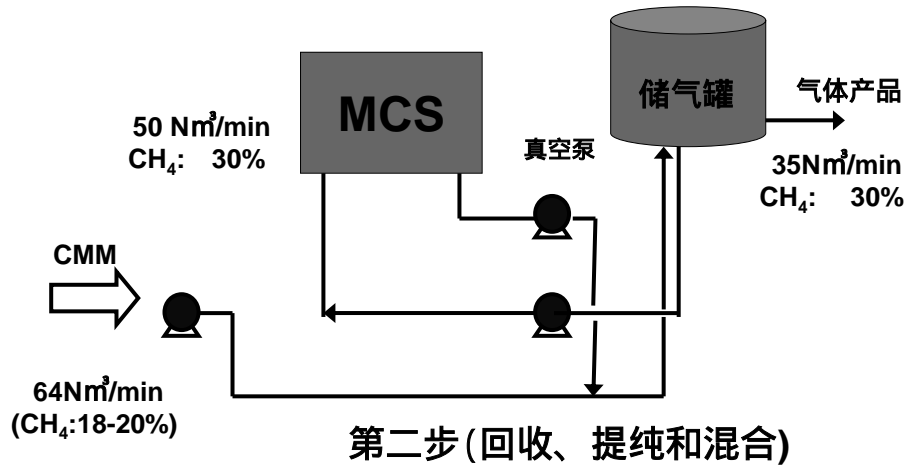 MCS
储气罐
气体产品
50 Nm³/min
CH₄: 30%
真空泵
35Nm³/min
CH₄: 30%
CMM
64Nm³/min
(CH₄:18-20%)
第二步(回收、提纯和混合)